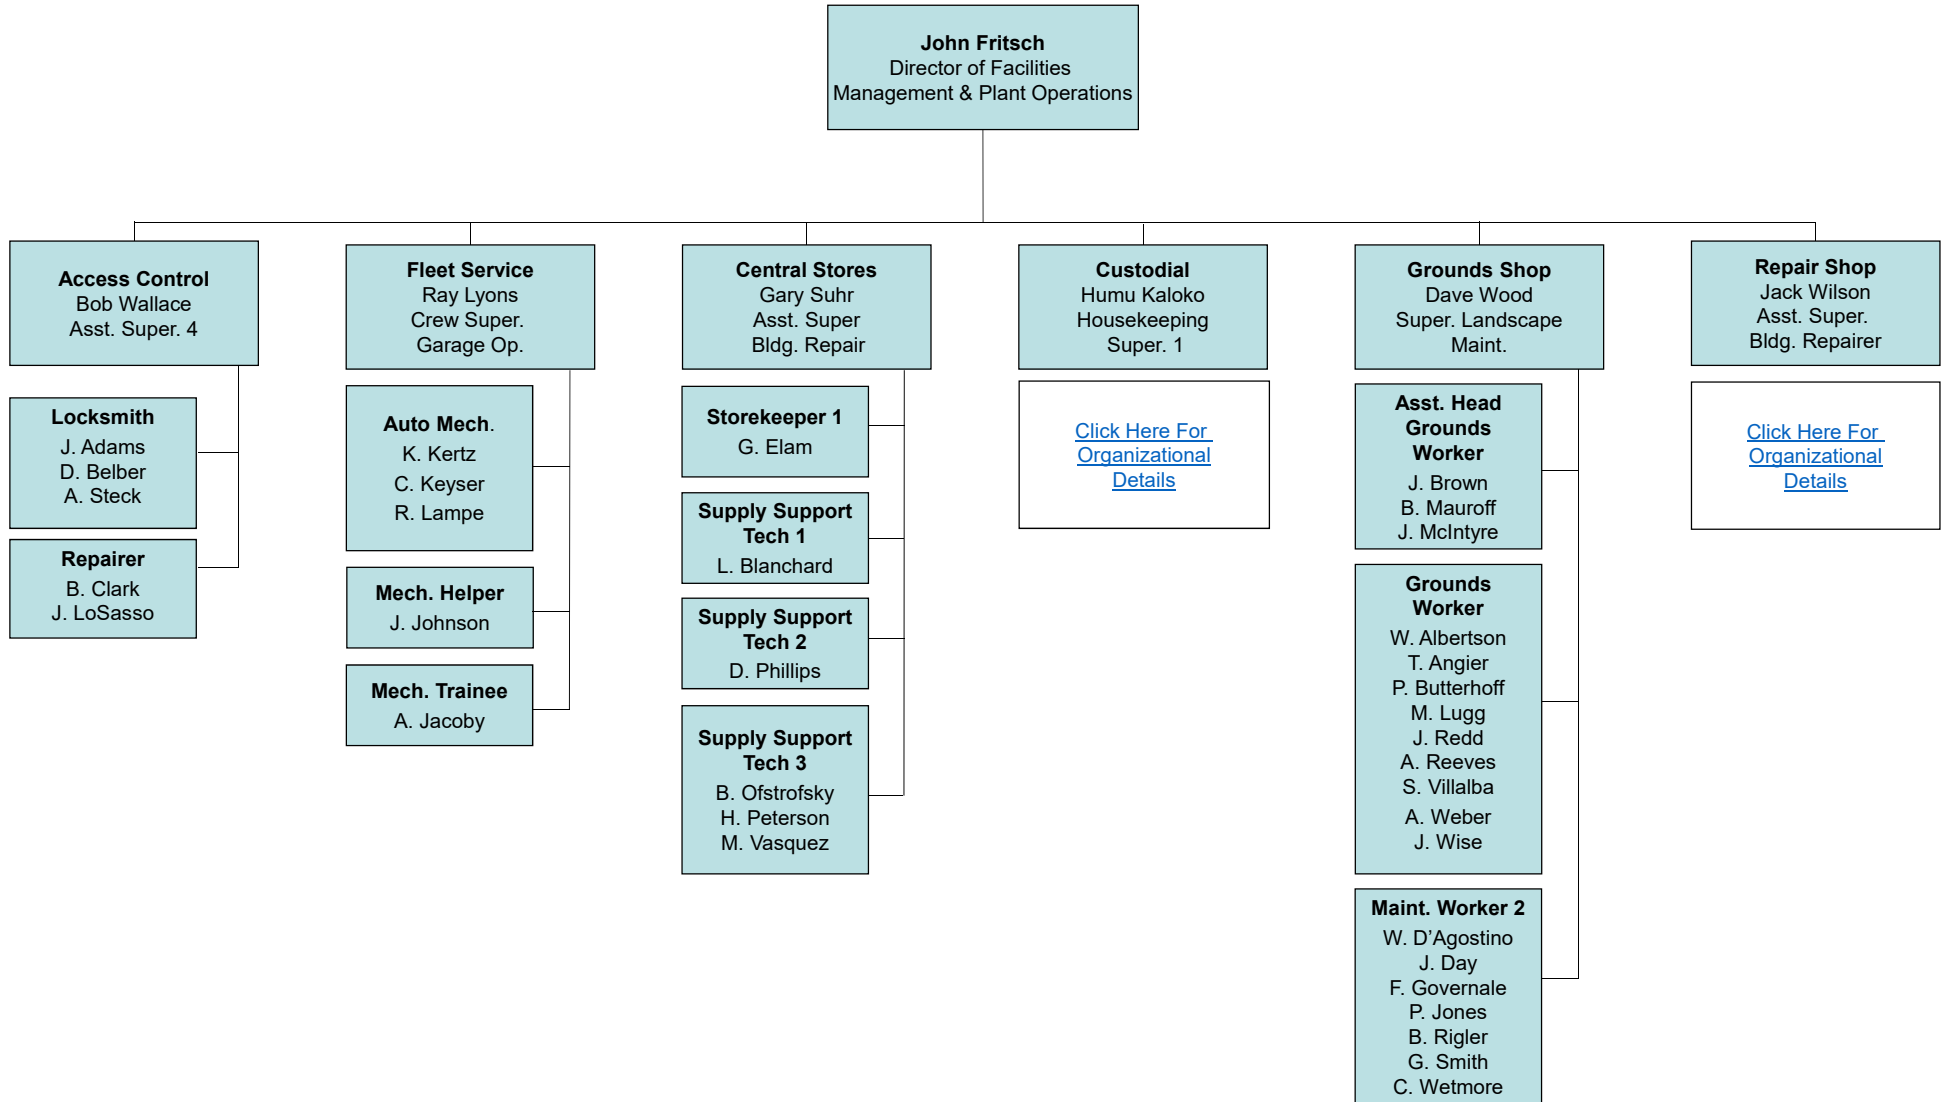 John Fritsch
Director of Facilities
Management & Plant Operations
Access Control
Bob Wallace
Asst. Super. 4
Locksmith
J. Adams
D. Belber
A. Steck
Repairer
B. Clark
J. LoSasso
Fleet Service
Ray Lyons
Crew Super.
Garage Op.
Auto Mech.
K. Kertz
C. Keyser
R. Lampe
Mech. Helper
J. Johnson
Mech. Trainee
A. Jacoby
Central Stores
Gary Suhr
Asst. Super
Bldg. Repair
Storekeeper 1
G. Elam
Supply Support
Tech 1
L. Blanchard
Supply Support
Tech 2
D. Phillips
Supply Support
Tech 3
B. Ofstrofsky
H. Peterson
M. Vasquez
Custodial
Humu Kaloko
Housekeeping
Super. 1
Click Here For
Organizational
Details
Grounds Shop
Dave Wood
Super. Landscape
Maint.
Asst. Head
Grounds
Worker
J. Brown
B. Mauroff
J. McIntyre
Grounds
Worker
W. Albertson
T. Angier
P. Butterhoff
M. Lugg
J. Redd
A. Reeves
S. Villalba
A. Weber
J. Wise
Maint. Worker 2
W. D’Agostino
J. Day
F. Governale
P. Jones
B. Rigler
G. Smith
C. Wetmore
Repair Shop
Jack Wilson
Asst. Super.
Bldg. Repairer
Click Here For
Organizational
Details